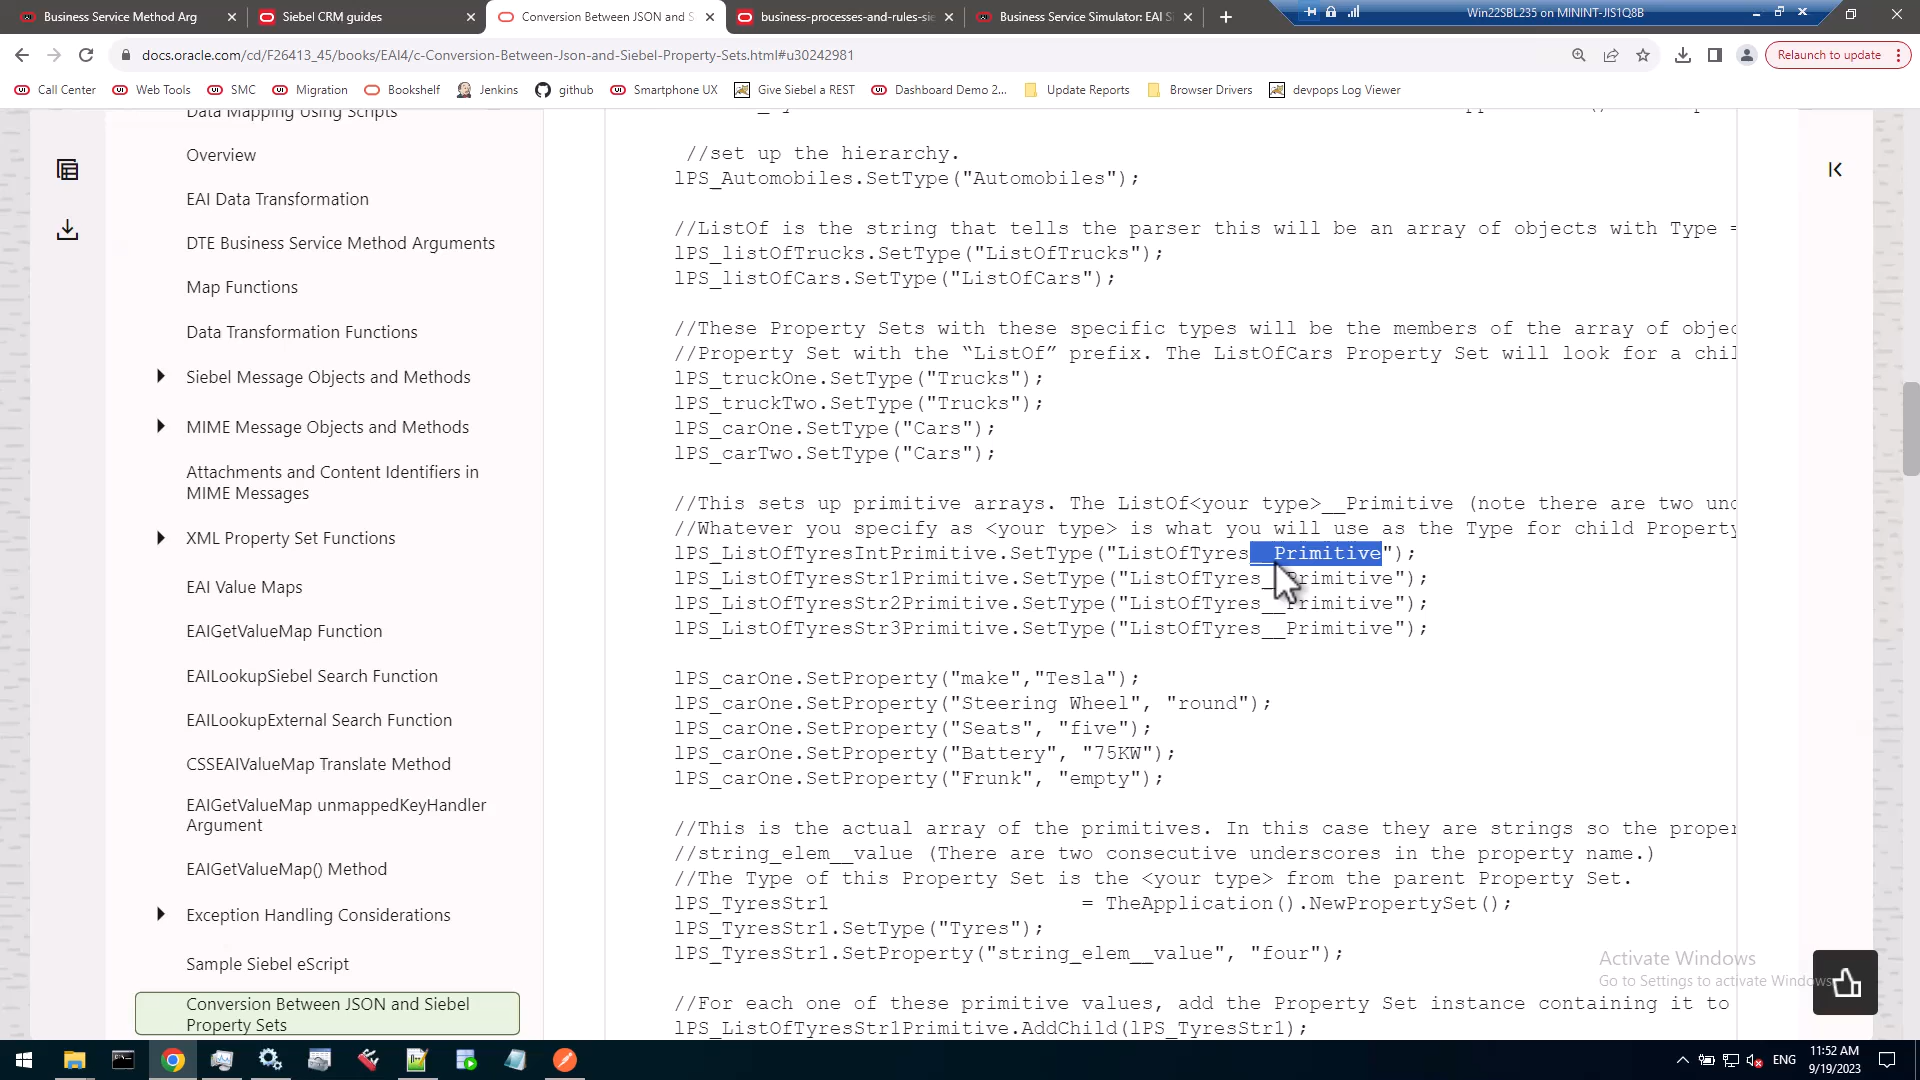 Business Service Method Arg
Siebel CRM guides
Conversion Between JSON and S
business-processes-and-rules-sie
Business Service Simulator: EAI S
Win22SBL235 on MININT-JIS1Q8B
docs.oracle.com/cd/F26413_45/books/EAI4/c-Conversion-Between-Json-and-Siebel-Property-Sets.html#u30242981
Relaunch to update
Call Center
Web Tools
SMC
Migration
Bookshelf
Jenkins
github
Smartphone UX
Give Siebel a REST
Dashboard Demo 2...
Update Reports
Browser Drivers
devpops Log Viewer
Data Mapping Using Scripts
Overview
EAI Data Transformation
DTE Business Service Method Arguments
Map Functions
Data Transformation Functions
Siebel Message Objects and Methods
MIME Message Objects and Methods
Attachments and Content Identifiers in
MIME Messages
XML Property Set Functions
EAI Value Maps
EAIGetValueMap Function
EAILookupSiebel Search Function
EAILookupExternal Search Function
CSSEAIValueMap Translate Method
EAIGetValueMap unmappedKeyHandler
Argument
EAIGetValueMap() Method
Exception Handling Considerations
Sample Siebel eScript
Conversion Between JSON and Siebel
Property Sets
//set up the hierarchy.
lPS_Automobiles.SetType("Automobiles");
//ListOf is the string that tells the parser this will be an array of objects with Type =
lPS_listOfTrucks.SetType("ListOfTrucks");
lPS_listOfCars.SetType("ListOfCars");
//These Property Sets with these specific types will be the members of the array of objec
//Property Set with the “ListOf” prefix. The ListOfCars Property Set will look for a chil
lPS_truckOne.SetType("Trucks");
lPS_truckTwo.SetType("Trucks");
lPS_carOne.SetType("Cars");
lPS_carTwo.SetType("Cars");
//This sets up primitive arrays. The ListOf<your type>__Primitive (note there are two und
//Whatever you specify as <your type> is what you will use as the Type for child Property
lPS_ListOfTyresIntPrimitive.SetType("ListOfTyres__Primitive");
lPS_ListOfTyresStr1Primitive.SetType("ListOfTyres__Primitive");
lPS_ListOfTyresStr2Primitive.SetType("ListOfTyres__Primitive");
lPS_ListOfTyresStr3Primitive.SetType("ListOfTyres__Primitive");
lPS_carOne.SetProperty("make","Tesla");
lPS_carOne.SetProperty("Steering Wheel", "round");
lPS_carOne.SetProperty("Seats", "five");
lPS_carOne.SetProperty("Battery", "75KW");
lPS_carOne.SetProperty("Frunk", "empty");
//This is the actual array of the primitives. In this case they are strings so the proper
//string_elem__value (There are two consecutive underscores in the property name.)
//The Type of this Property Set is the <your type> from the parent Property Set.
lPS_TyresStr1 = TheApplication().NewPropertySet();
lPS_TyresStr1.SetType("Tyres");
lPS_TyresStr1.SetProperty("string_elem__value", "four");
//For each one of these primitive values, add the Property Set instance containing it to
lPS_ListOfTyresStr1Primitive.AddChild(lPS_TyresStr1);
Activate Windows
Go to Settings to activate Windows.
ENG
11:52 AM
9/19/2023